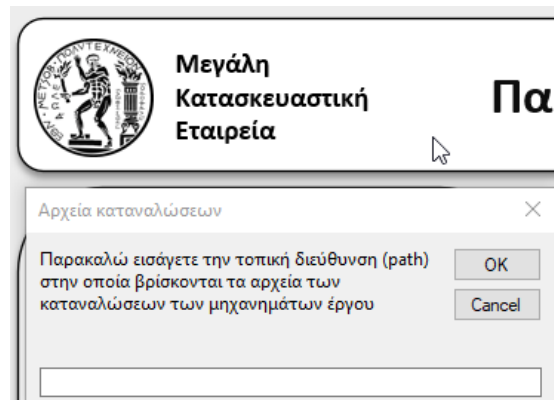 Μεγάλη
Κατασκευαστική
Εταιρεία
Πα
Αρχεία καταναλώσεων
Παρακαλώ εισάγετε την τοπική διεύθυνση (path)
στην οποία βρίσκονται τα αρχεία των
καταναλώσεων των μηχανημάτων έργου
OK
Cancel